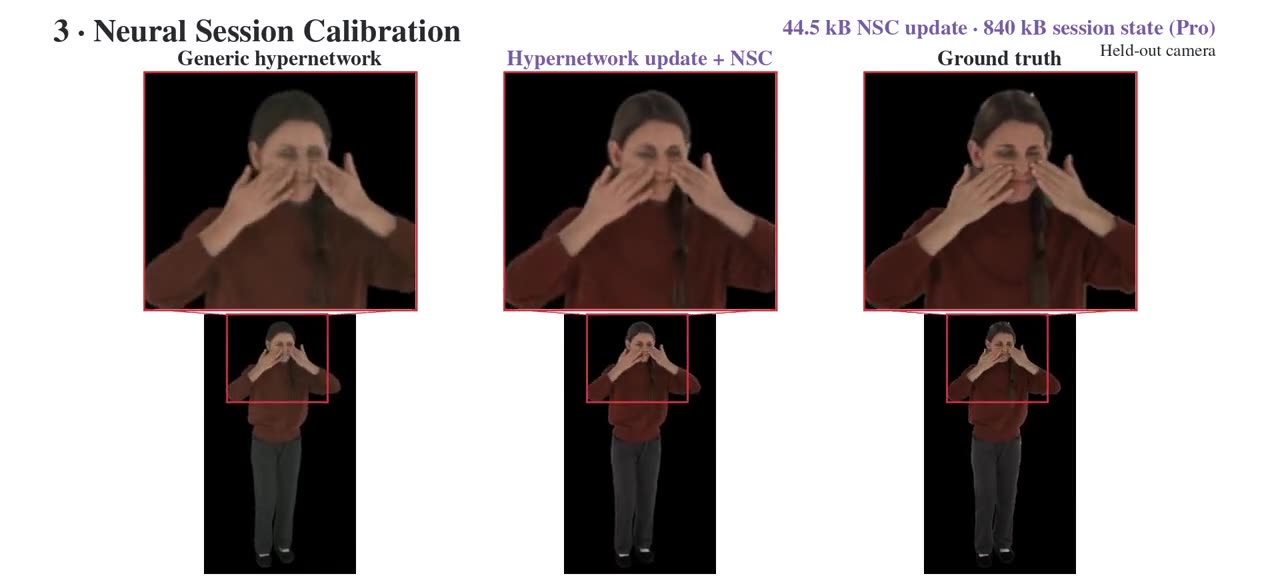 3 · Neural Session Calibration
44.5 kB NSC update · 840 kB session state (Pro)
Held-out camera
Generic hypernetwork
Hypernetwork update + NSC
Ground truth